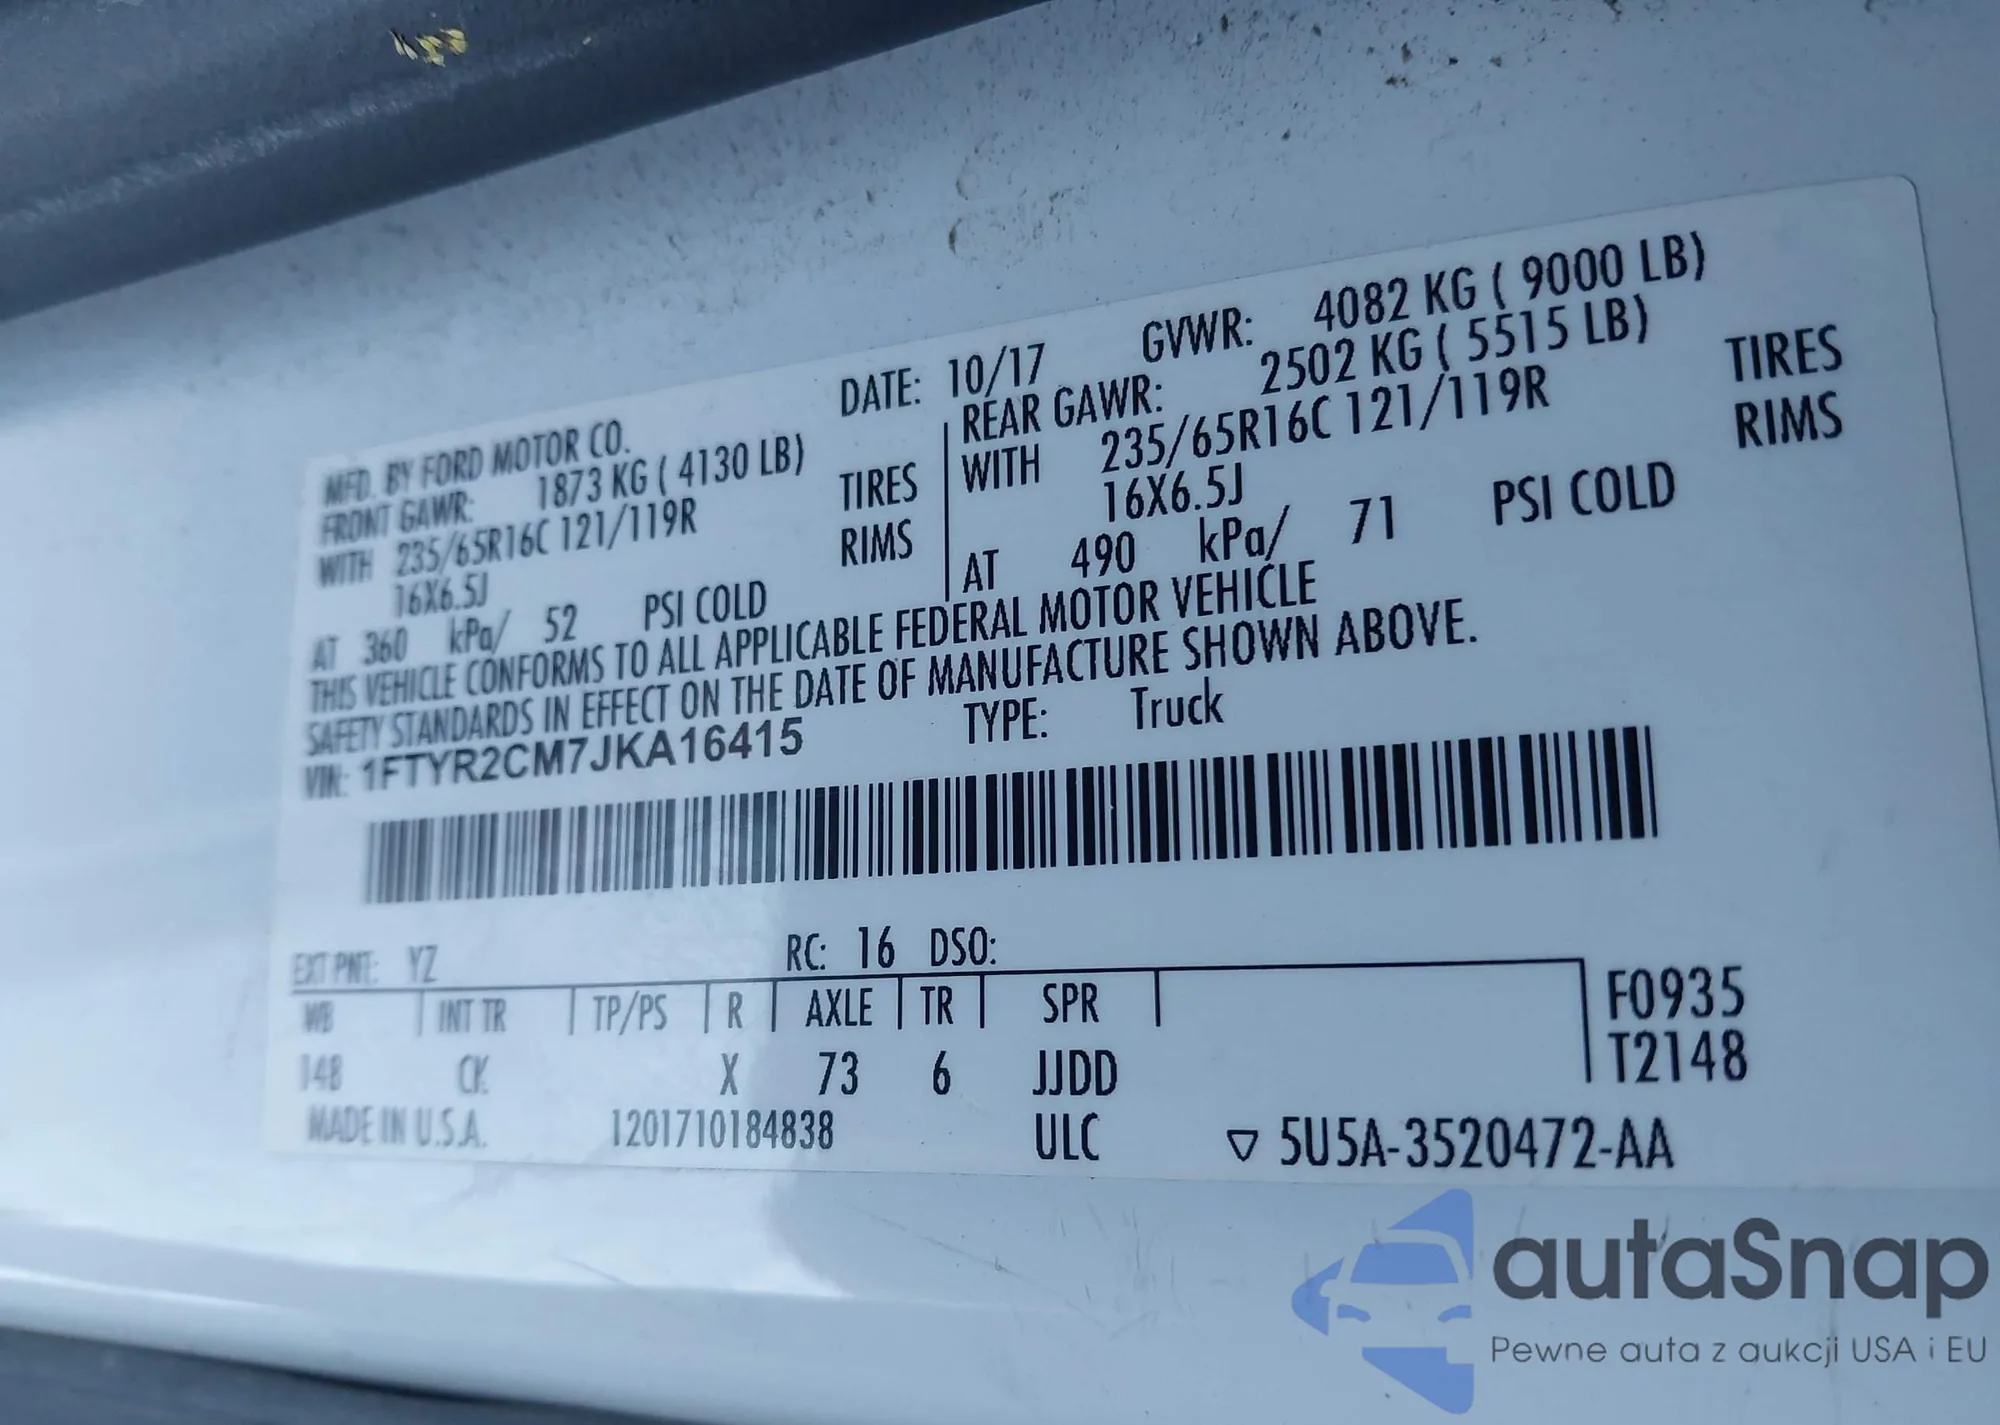 MFD. BY FORD MOTOR CO. DATE: 10/17 GVWR: 4082 KG ( 9000 LB)
FRONT GAWR: 1873 KG ( 4130 LB) REAR GAWR: 2502 KG ( 5515 LB)
WITH 235/65R16C 121/119R TIRES WITH 235/65R16C 121/119R TIRES
16X6.5J RIMS 16X6.5J RIMS
AT 360 kPa/ 52 PSI COLD AT 490 kPa/ 71 PSI COLD
THIS VEHICLE CONFORMS TO ALL APPLICABLE FEDERAL MOTOR VEHICLE
SAFETY STANDARDS IN EFFECT ON THE DATE OF MANUFACTURE SHOWN ABOVE.
VIN: 1FTYR2CM7JKA16415 TYPE: Truck
EXT PNT: YZ RC: 16 DSO:
WB INT TR TP/PS R AXLE TR SPR F0935
148 CK X 73 6 JJDD T2148
MADE IN U.S.A. 1201710184838 ULC ▽ 5U5A-3520472-AA
autaSnap
Pewne auta z aukcji USA i EU